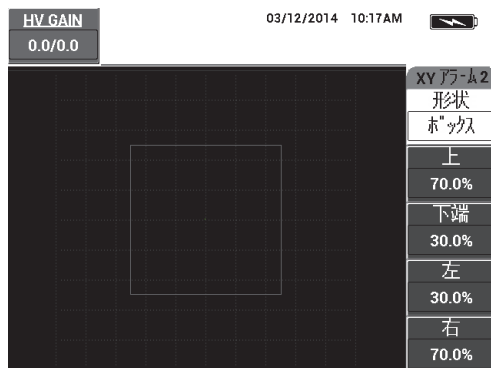 HV GAIN
0.0/0.0
03/12/2014 10:17AM
XY アラーム2
形状
ボックス
上
70.0%
下端
30.0%
左
30.0%
右
70.0%